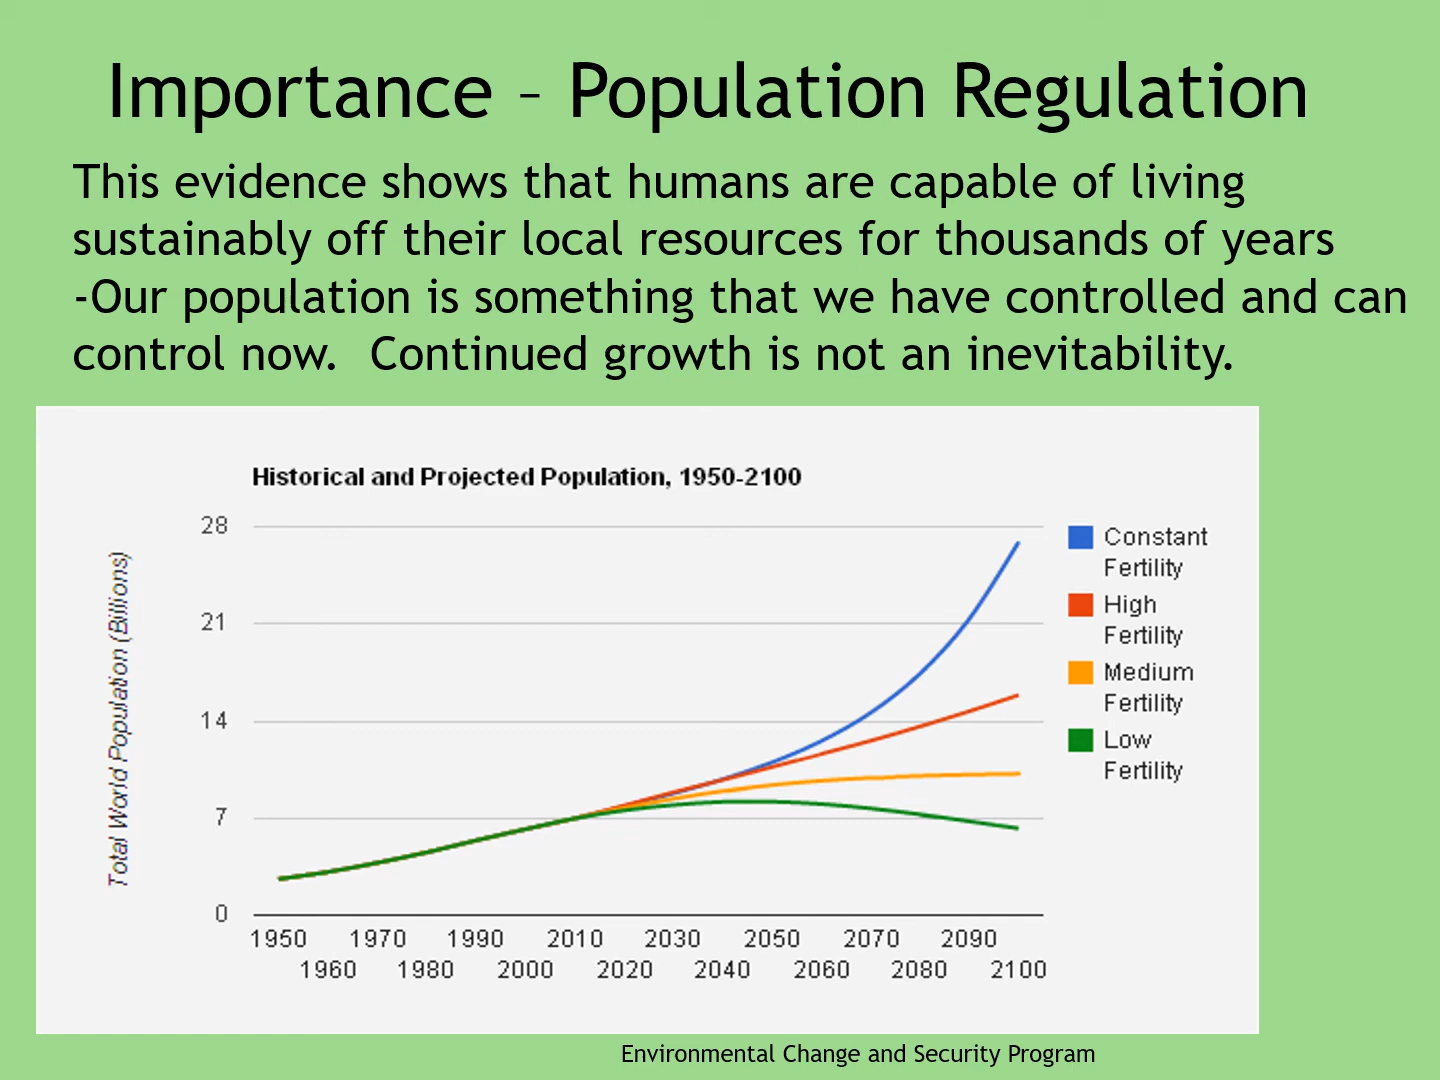 Importance – Population Regulation
This evidence shows that humans are capable of living
sustainably off their local resources for thousands of years
-Our population is something that we have controlled and can
control now.  Continued growth is not an inevitability.
Historical and Projected Population, 1950-2100
Total World Population (Billions)
28
21
14
7
0
1950 1970 1990 2010 2030 2050 2070 2090
1960 1980 2000 2020 2040 2060 2080 2100
Constant
Fertility
High
Fertility
Medium
Fertility
Low
Fertility
Environmental Change and Security Program